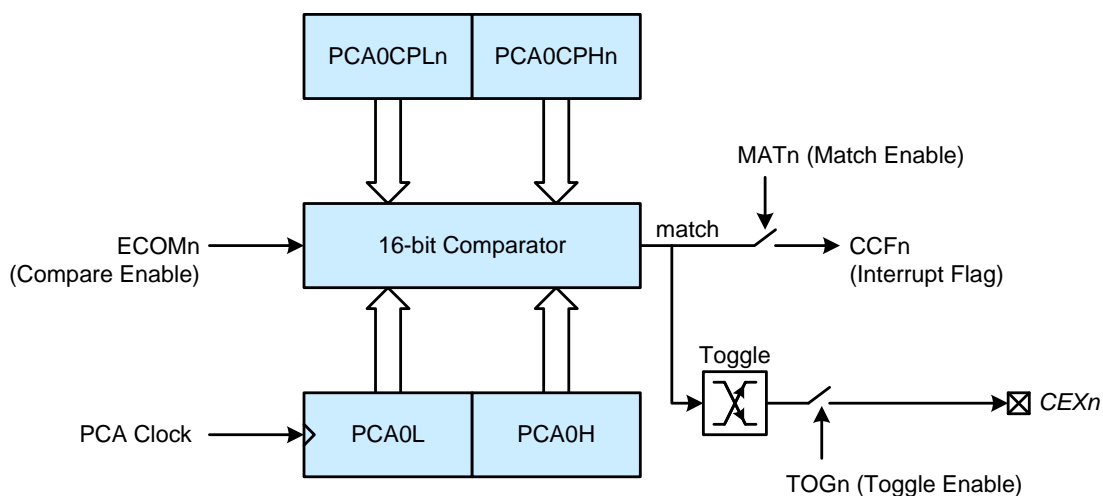 PCA0CPLn
PCA0CPHn
MATn (Match Enable)
ECOMn
(Compare Enable)
16-bit Comparator
match
CCFn
(Interrupt Flag)
Toggle
PCA Clock
PCA0L
PCA0H
CEXn
TOGn (Toggle Enable)